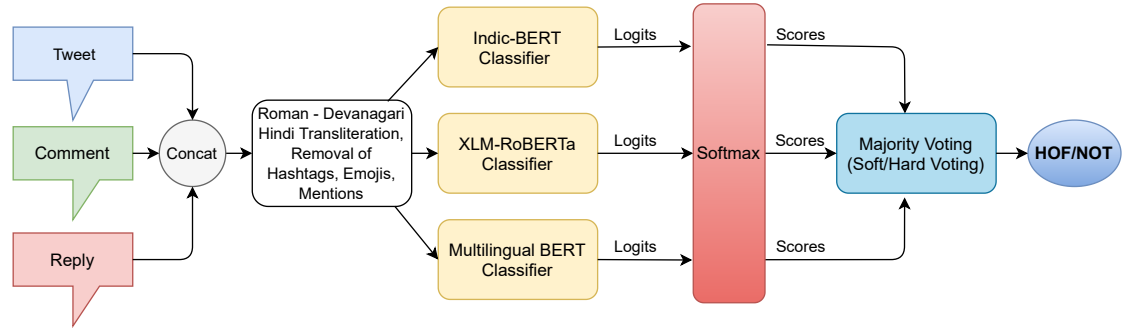 Tweet
Comment
Reply
Concat
Roman - Devanagari
Hindi Transliteration,
Removal of
Hashtags, Emojis,
Mentions
Indic-BERT
Classifier
XLM-RoBERTa
Classifier
Multilingual BERT
Classifier
Logits
Logits
Logits
Softmax
Scores
Scores
Scores
Majority Voting
(Soft/Hard Voting)
HOF/NOT